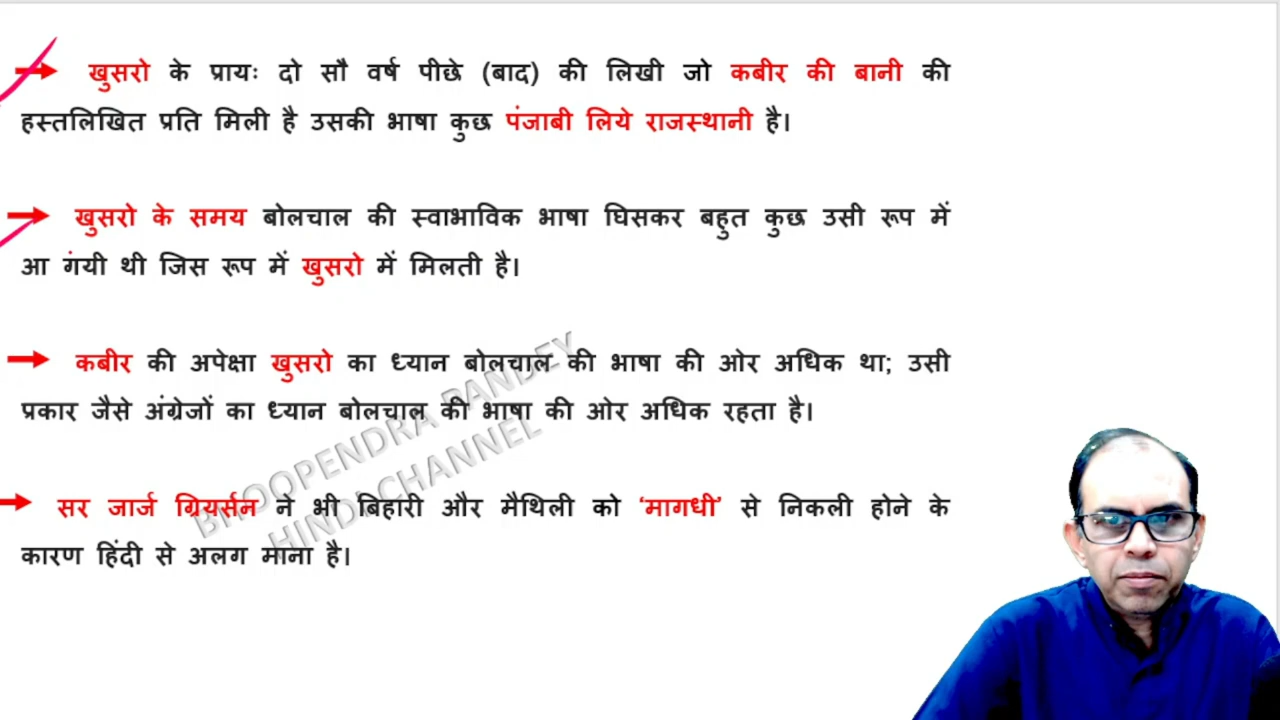 खुसरो के प्रायः दो सौ वर्ष पीछे (बाद) की लिखी जो कबीर की बानी की
हस्तलिखित प्रति मिली है उसकी भाषा कुछ पंजाबी लिये राजस्थानी है।
खुसरो के समय बोलचाल की स्वाभाविक भाषा घिसकर बहुत कुछ उसी रूप में
आ गयी थी जिस रूप में खुसरो में मिलती है।
कबीर की अपेक्षा खुसरो का ध्यान बोलचाल की भाषा की ओर अधिक था; उसी
प्रकार जैसे अंग्रेजों का ध्यान बोलचाल की भाषा की ओर अधिक रहता है।
सर जार्ज ग्रियर्सन ने भी बिहारी और मैथिली को ‘मागधी’ से निकली होने के
कारण हिंदी से अलग माना है।
BHOOPENDRA PANDEY
HINDI CHANNEL